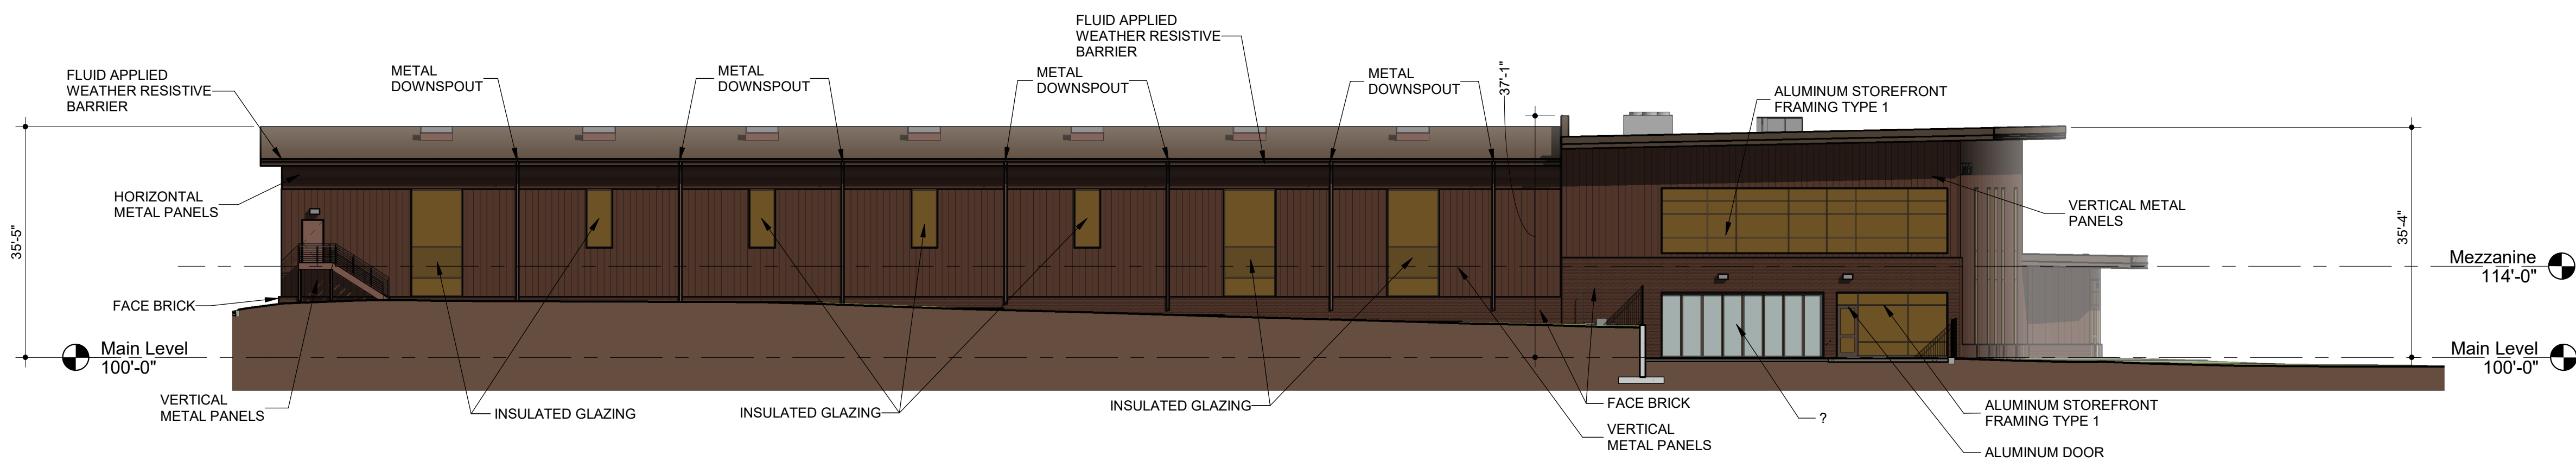 FLUID APPLIED
WEATHER RESISTIVE
BARRIER
FLUID APPLIED
WEATHER RESISTIVE
BARRIER
METAL
DOWNSPOUT
METAL
DOWNSPOUT
METAL
DOWNSPOUT
METAL
DOWNSPOUT
37'-1"
ALUMINUM STOREFRONT
FRAMING TYPE 1
HORIZONTAL
METAL PANELS
VERTICAL METAL
PANELS
35'-5"
35'-4"
Mezzanine
114'-0"
FACE BRICK
Main Level
100'-0"
Main Level
100'-0"
VERTICAL
METAL PANELS
INSULATED GLAZING
INSULATED GLAZING
INSULATED GLAZING
FACE BRICK
VERTICAL
METAL PANELS
?
ALUMINUM STOREFRONT
FRAMING TYPE 1
ALUMINUM DOOR